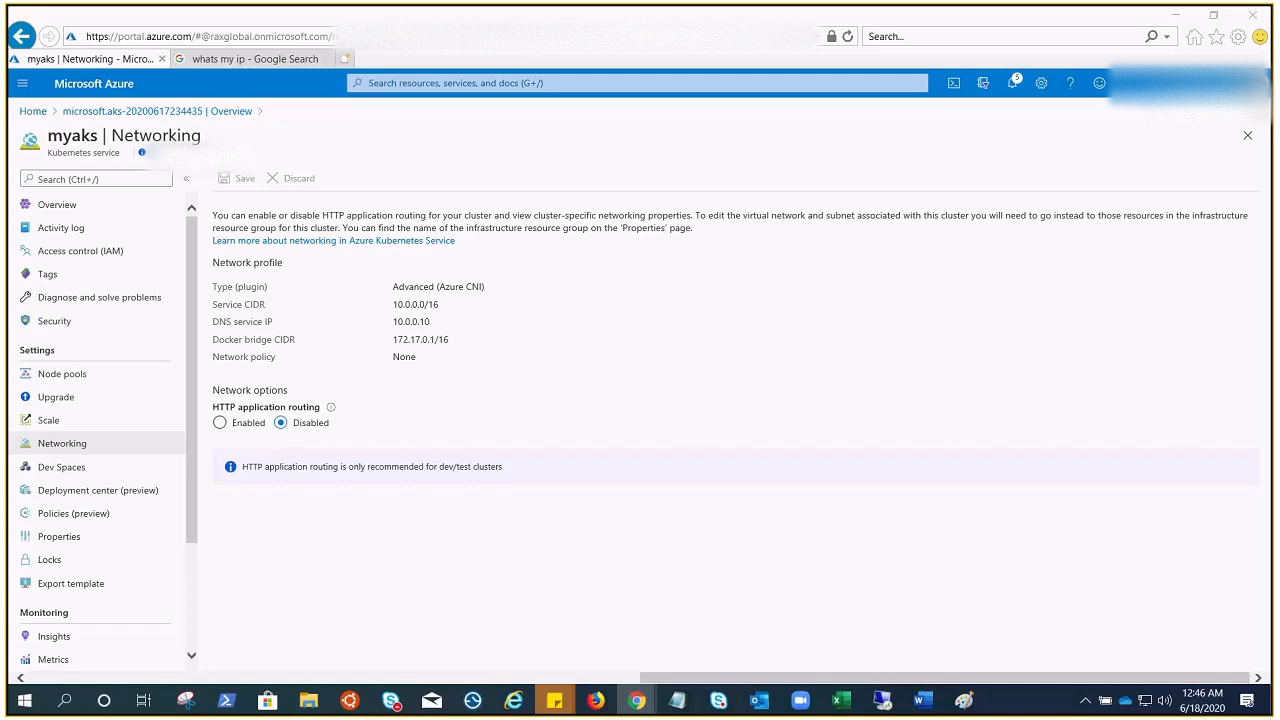 https://portal.azure.com/#@raxglobal.onmicrosoft.com/
Search...
myaks | Networking - Micro...
whats my ip - Google Search
Microsoft Azure
Search resources, services, and docs (G+/)
5
Home > microsoft.aks-20200617234435 | Overview >
myaks | Networking
Kubernetes service
Search (Ctrl+/)
«
Save
Discard
Overview
Activity log
Access control (IAM)
Tags
Diagnose and solve problems
Security
Settings
Node pools
Upgrade
Scale
Networking
Dev Spaces
Deployment center (preview)
Policies (preview)
Properties
Locks
Export template
Monitoring
Insights
Metrics
You can enable or disable HTTP application routing for your cluster and view cluster-specific networking properties. To edit the virtual network and subnet associated with this cluster you will need to go instead to those resources in the infrastructure
resource group for this cluster. You can find the name of the infrastructure resource group on the 'Properties' page.
Learn more about networking in Azure Kubernetes Service
Network profile
Type (plugin) Advanced (Azure CNI)
Service CIDR 10.0.0.0/16
DNS service IP 10.0.0.10
Docker bridge CIDR 172.17.0.1/16
Network policy None
Network options
HTTP application routing
Enabled Disabled
HTTP application routing is only recommended for dev/test clusters
12:46 AM
6/18/2020